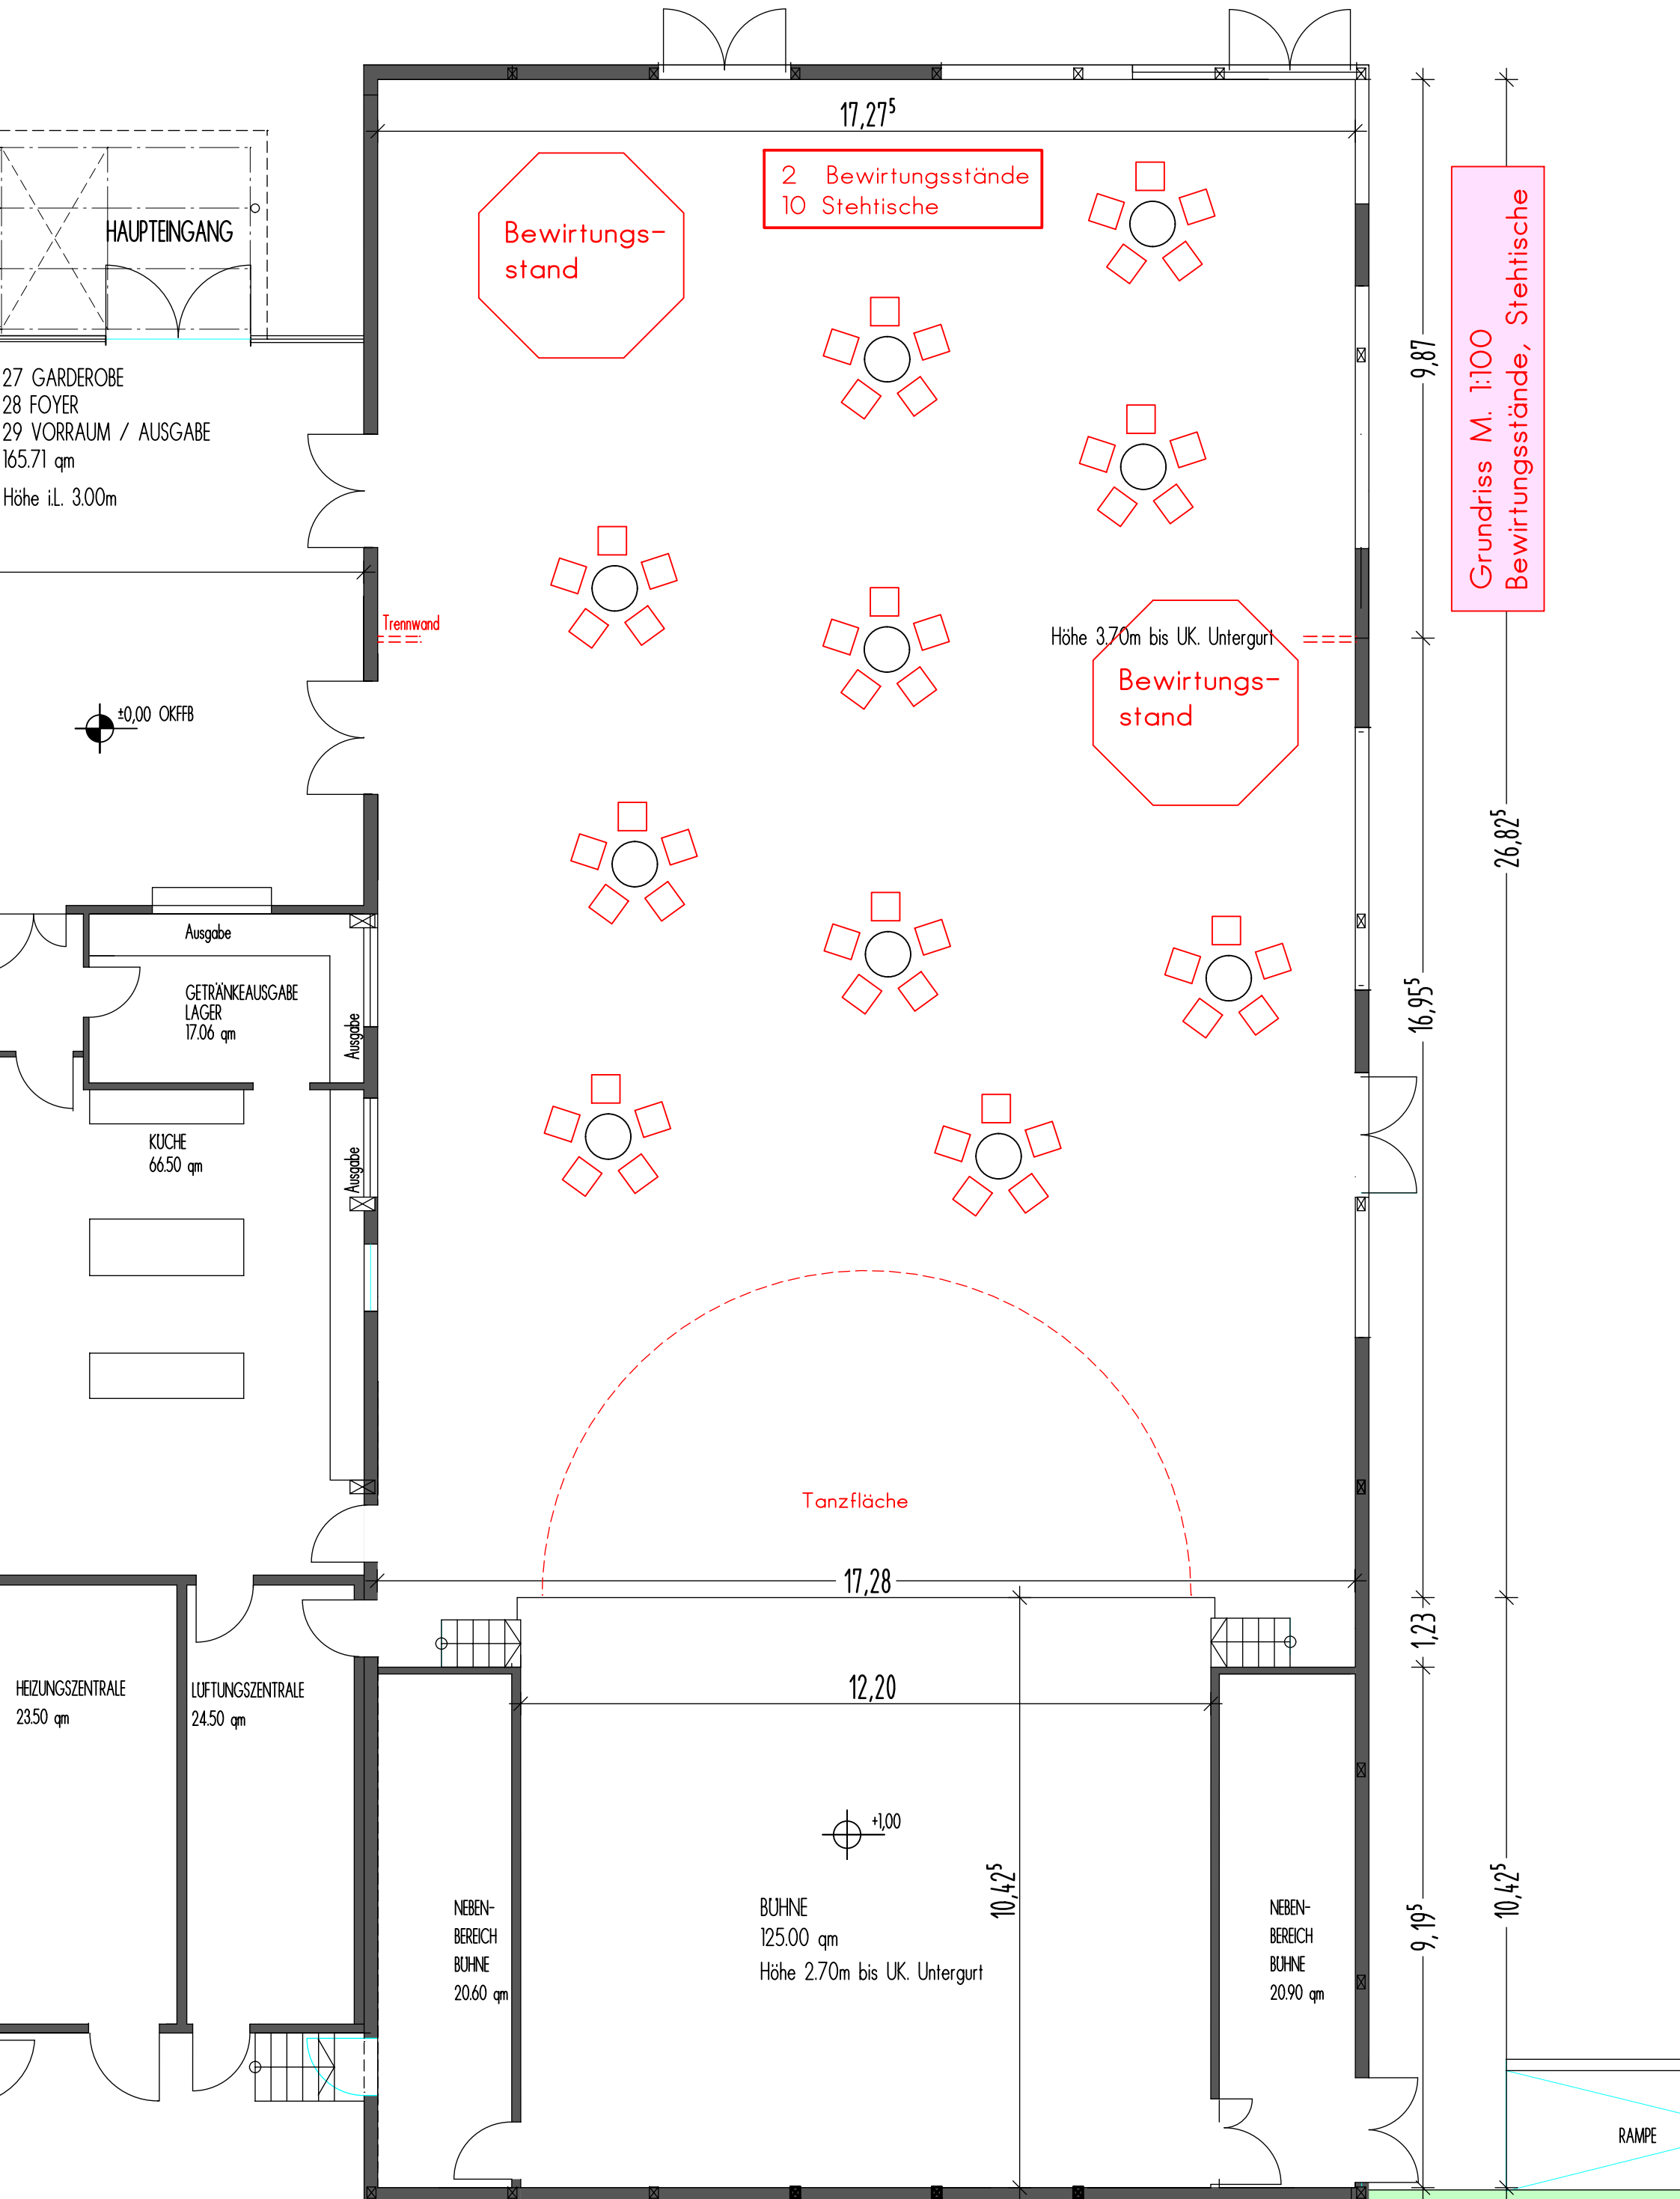 17,27⁵
2 Bewirtungsstände
10 Stehtische
Bewirtungs-
stand
HAUPTEINGANG
Grundriss M. 1:100
Bewirtungsstände, Stehtische
9,87
27 GARDEROBE
28 FOYER
29 VORRAUM / AUSGABE
165.71 qm
Höhe i.L. 3.00m
Trennwand
Höhe 3.70m bis UK. Untergurt
Bewirtungs-
stand
±0,00 OKFFB
26,82⁵
Ausgabe
GETRÄNKEAUSGABE
LAGER
17.06 qm
Ausgabe
16,95⁵
KÜCHE
66.50 qm
Ausgabe
Tanzfläche
17,28
1,23
12,20
HEIZUNGSZENTRALE
23.50 qm
LÜFTUNGSZENTRALE
24.50 qm
+1,00
10,42⁵
BÜHNE
125.00 qm
Höhe 2.70m bis UK. Untergurt
NEBEN-
BEREICH
BÜHNE
20.60 qm
NEBEN-
BEREICH
BÜHNE
20.90 qm
9,19⁵
10,42⁵
RAMPE